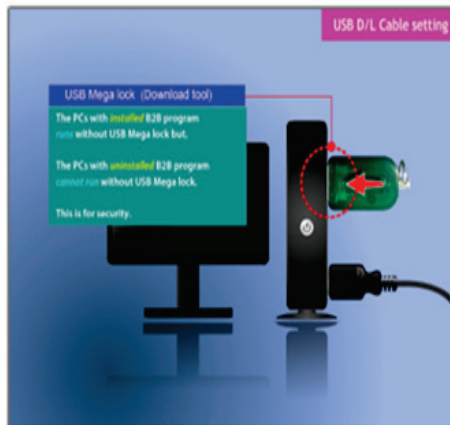 USB D/L Cable setting
USB Mega lock (Download tool)
The PCs with installed B2B program
runs without USB Mega lock but,
The PCs with uninstalled B2B program
cannot run without USB Mega lock.
This is for security.